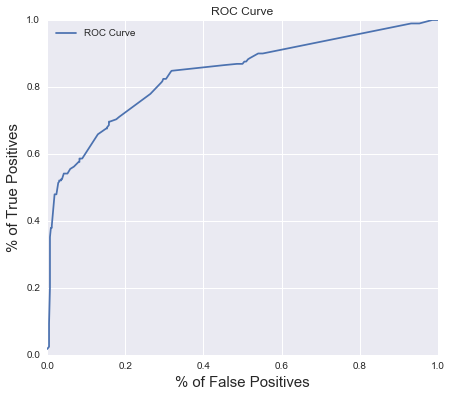 ROC Curve
ROC Curve
1.0
0.8
0.6
0.4
0.2
0.0
0.0 0.2 0.4 0.6 0.8 1.0
% of True Positives
% of False Positives